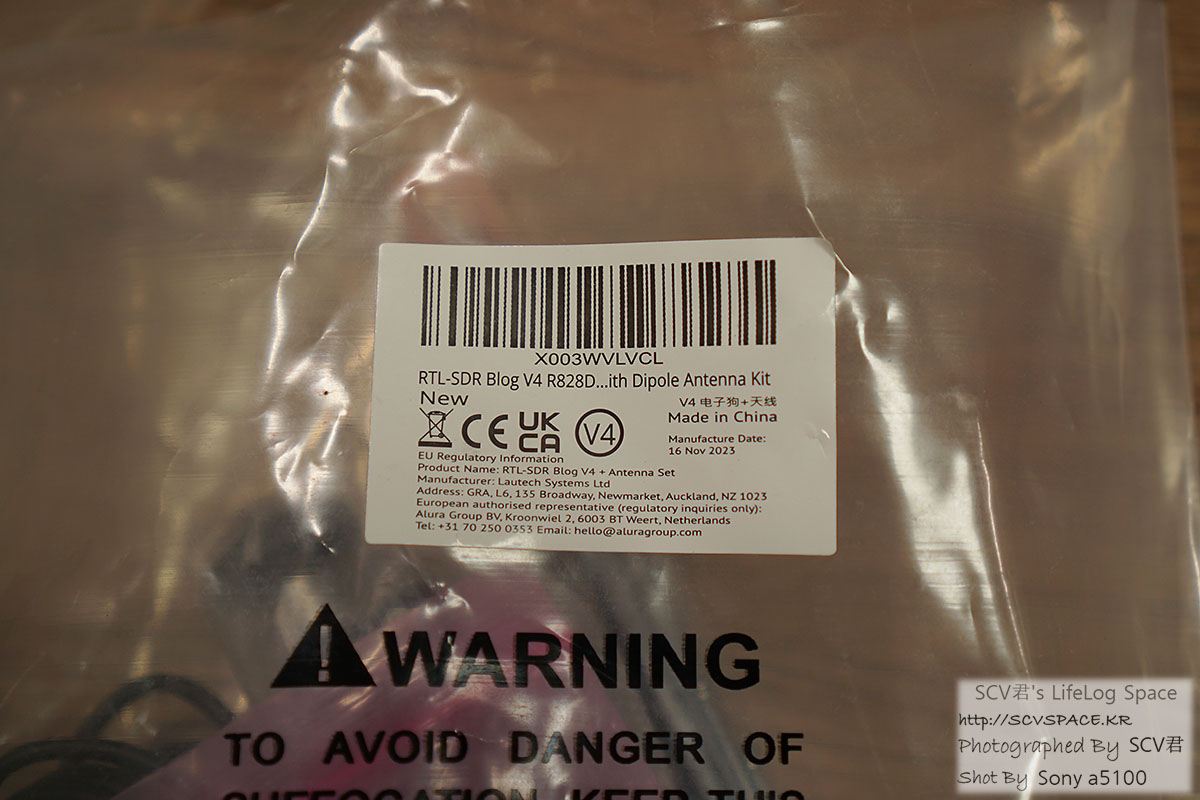 X003WVLVCL
RTL-SDR Blog V4 R828D...ith Dipole Antenna Kit
New
V4 电子狗+天线
Made in China
CE
UK
CA
V4
Manufacture Date:
16 Nov 2023
EU Regulatory Information
Product Name: RTL-SDR Blog V4 + Antenna Set
Manufacturer: Lautech Systems Ltd
Address: GRA, L6, 135 Broadway, Newmarket, Auckland, NZ 1023
European authorised representative (regulatory inquiries only):
Alura Group BV, Kroonwiel 2, 6003 BT Weert, Netherlands
Tel: +31 70 250 0353 Email: hello@aluragroup.com
! WARNING
TO AVOID DANGER OF
SUFFOCATION KEEP THIS
SCV君's LifeLog Space
http://SCVSPACE.KR
Photographed By SCV君
Shot By Sony a5100